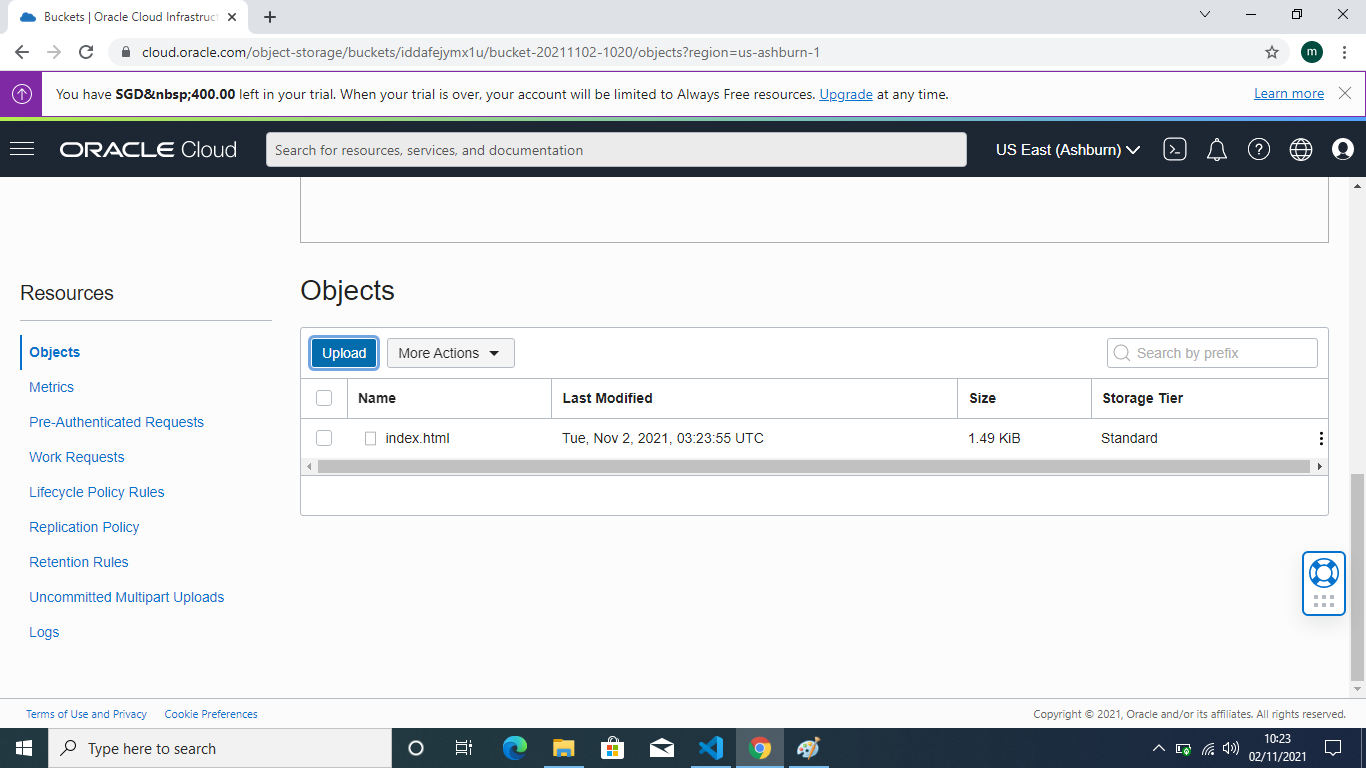 Buckets | Oracle Cloud Infrastruct
cloud.oracle.com/object-storage/buckets/iddafejymx1u/bucket-20211102-1020/objects?region=us-ashburn-1
m
You have SGD&nbsp;400.00 left in your trial. When your trial is over, your account will be limited to Always Free resources. Upgrade at any time.
Learn more
ORACLE Cloud
Search for resources, services, and documentation
US East (Ashburn)
Resources
Objects
Metrics
Pre-Authenticated Requests
Work Requests
Lifecycle Policy Rules
Replication Policy
Retention Rules
Uncommitted Multipart Uploads
Logs
Objects
Upload
More Actions
Search by prefix
Name Last Modified Size Storage Tier
index.html Tue, Nov 2, 2021, 03:23:55 UTC 1.49 KiB Standard
Terms of Use and Privacy Cookie Preferences
Copyright © 2021, Oracle and/or its affiliates. All rights reserved.
Type here to search
10:23
02/11/2021